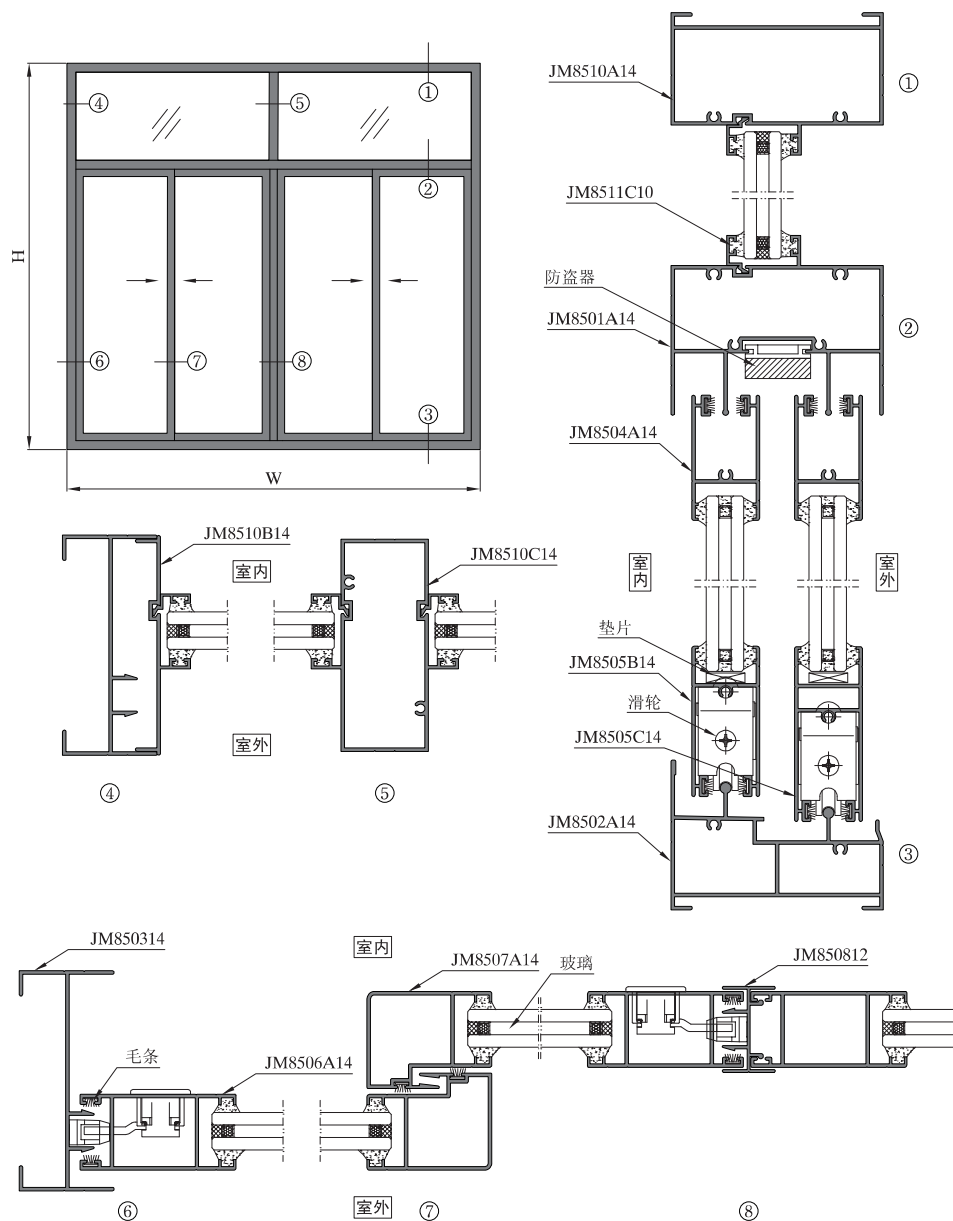 JM8510A14
①
④
⑤
①
②
JM8511C10
H
防盗器
JM8501A14
②
⑥
⑦
⑧
③
JM8504A14
W
JM8510B14
室内
JM8510C14
室内
室外
垫片
JM8505B14
滑轮
JM8505C14
室外
④
⑤
JM8502A14
③
JM850314
室内
JM8507A14
玻璃
JM850812
毛条
JM8506A14
室外
⑥
⑦
⑧